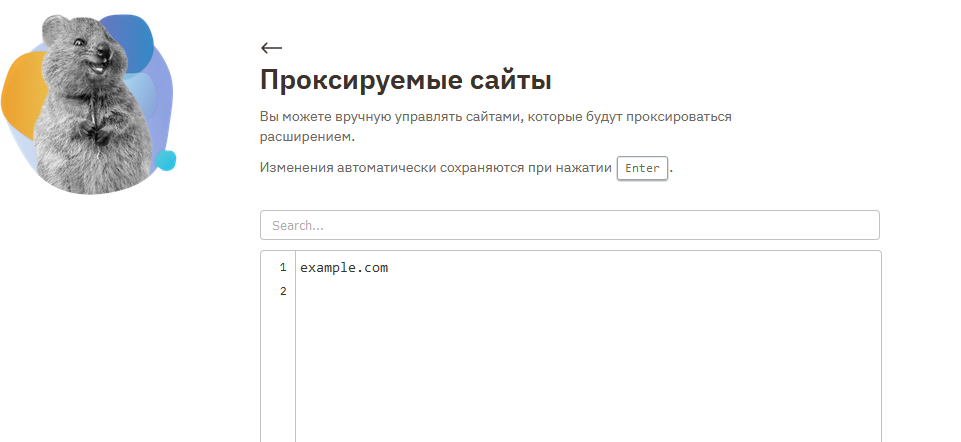 Проксируемые сайты
Вы можете вручную управлять сайтами, которые будут проксироваться
расширением.
Изменения автоматически сохраняются при нажатии Enter.
Search...
1 example.com
2